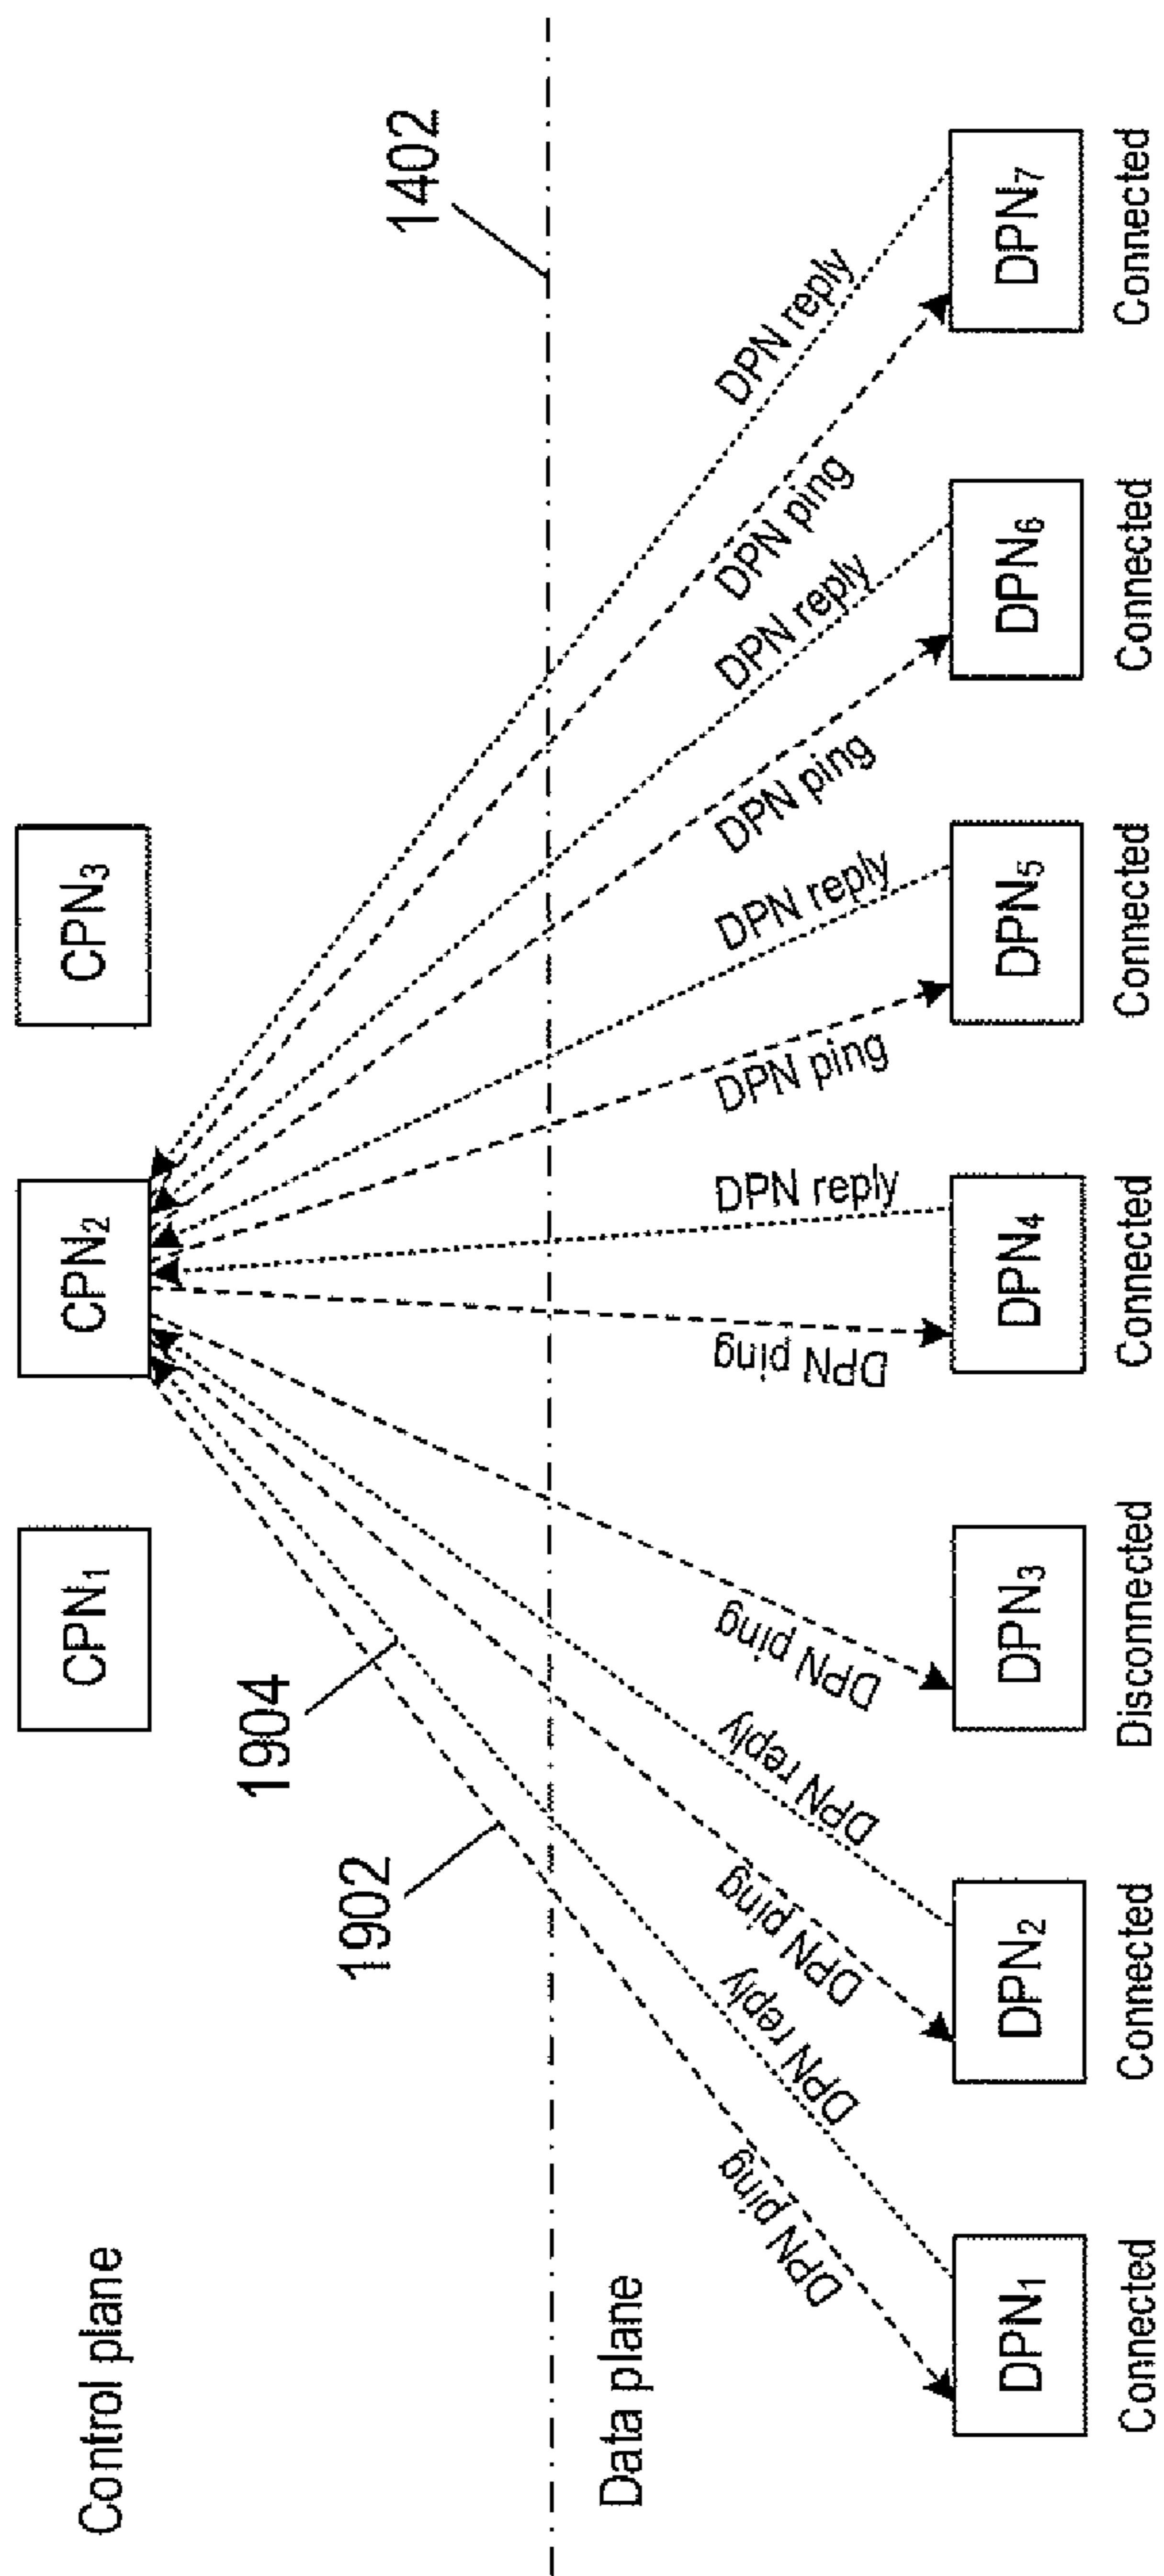 Control plane
CPN₁
CPN₂
CPN₃
1904
1902
1402
Data plane
DPN ping
DPN reply
DPN ping
DPN reply
DPN ping
DPN ping
DPN reply
DPN ping
DPN reply
DPN ping
DPN reply
DPN ping
DPN reply
DPN₁
DPN₂
DPN₃
DPN₄
DPN₅
DPN₆
DPN₇
Connected
Connected
Disconnected
Connected
Connected
Connected
Connected